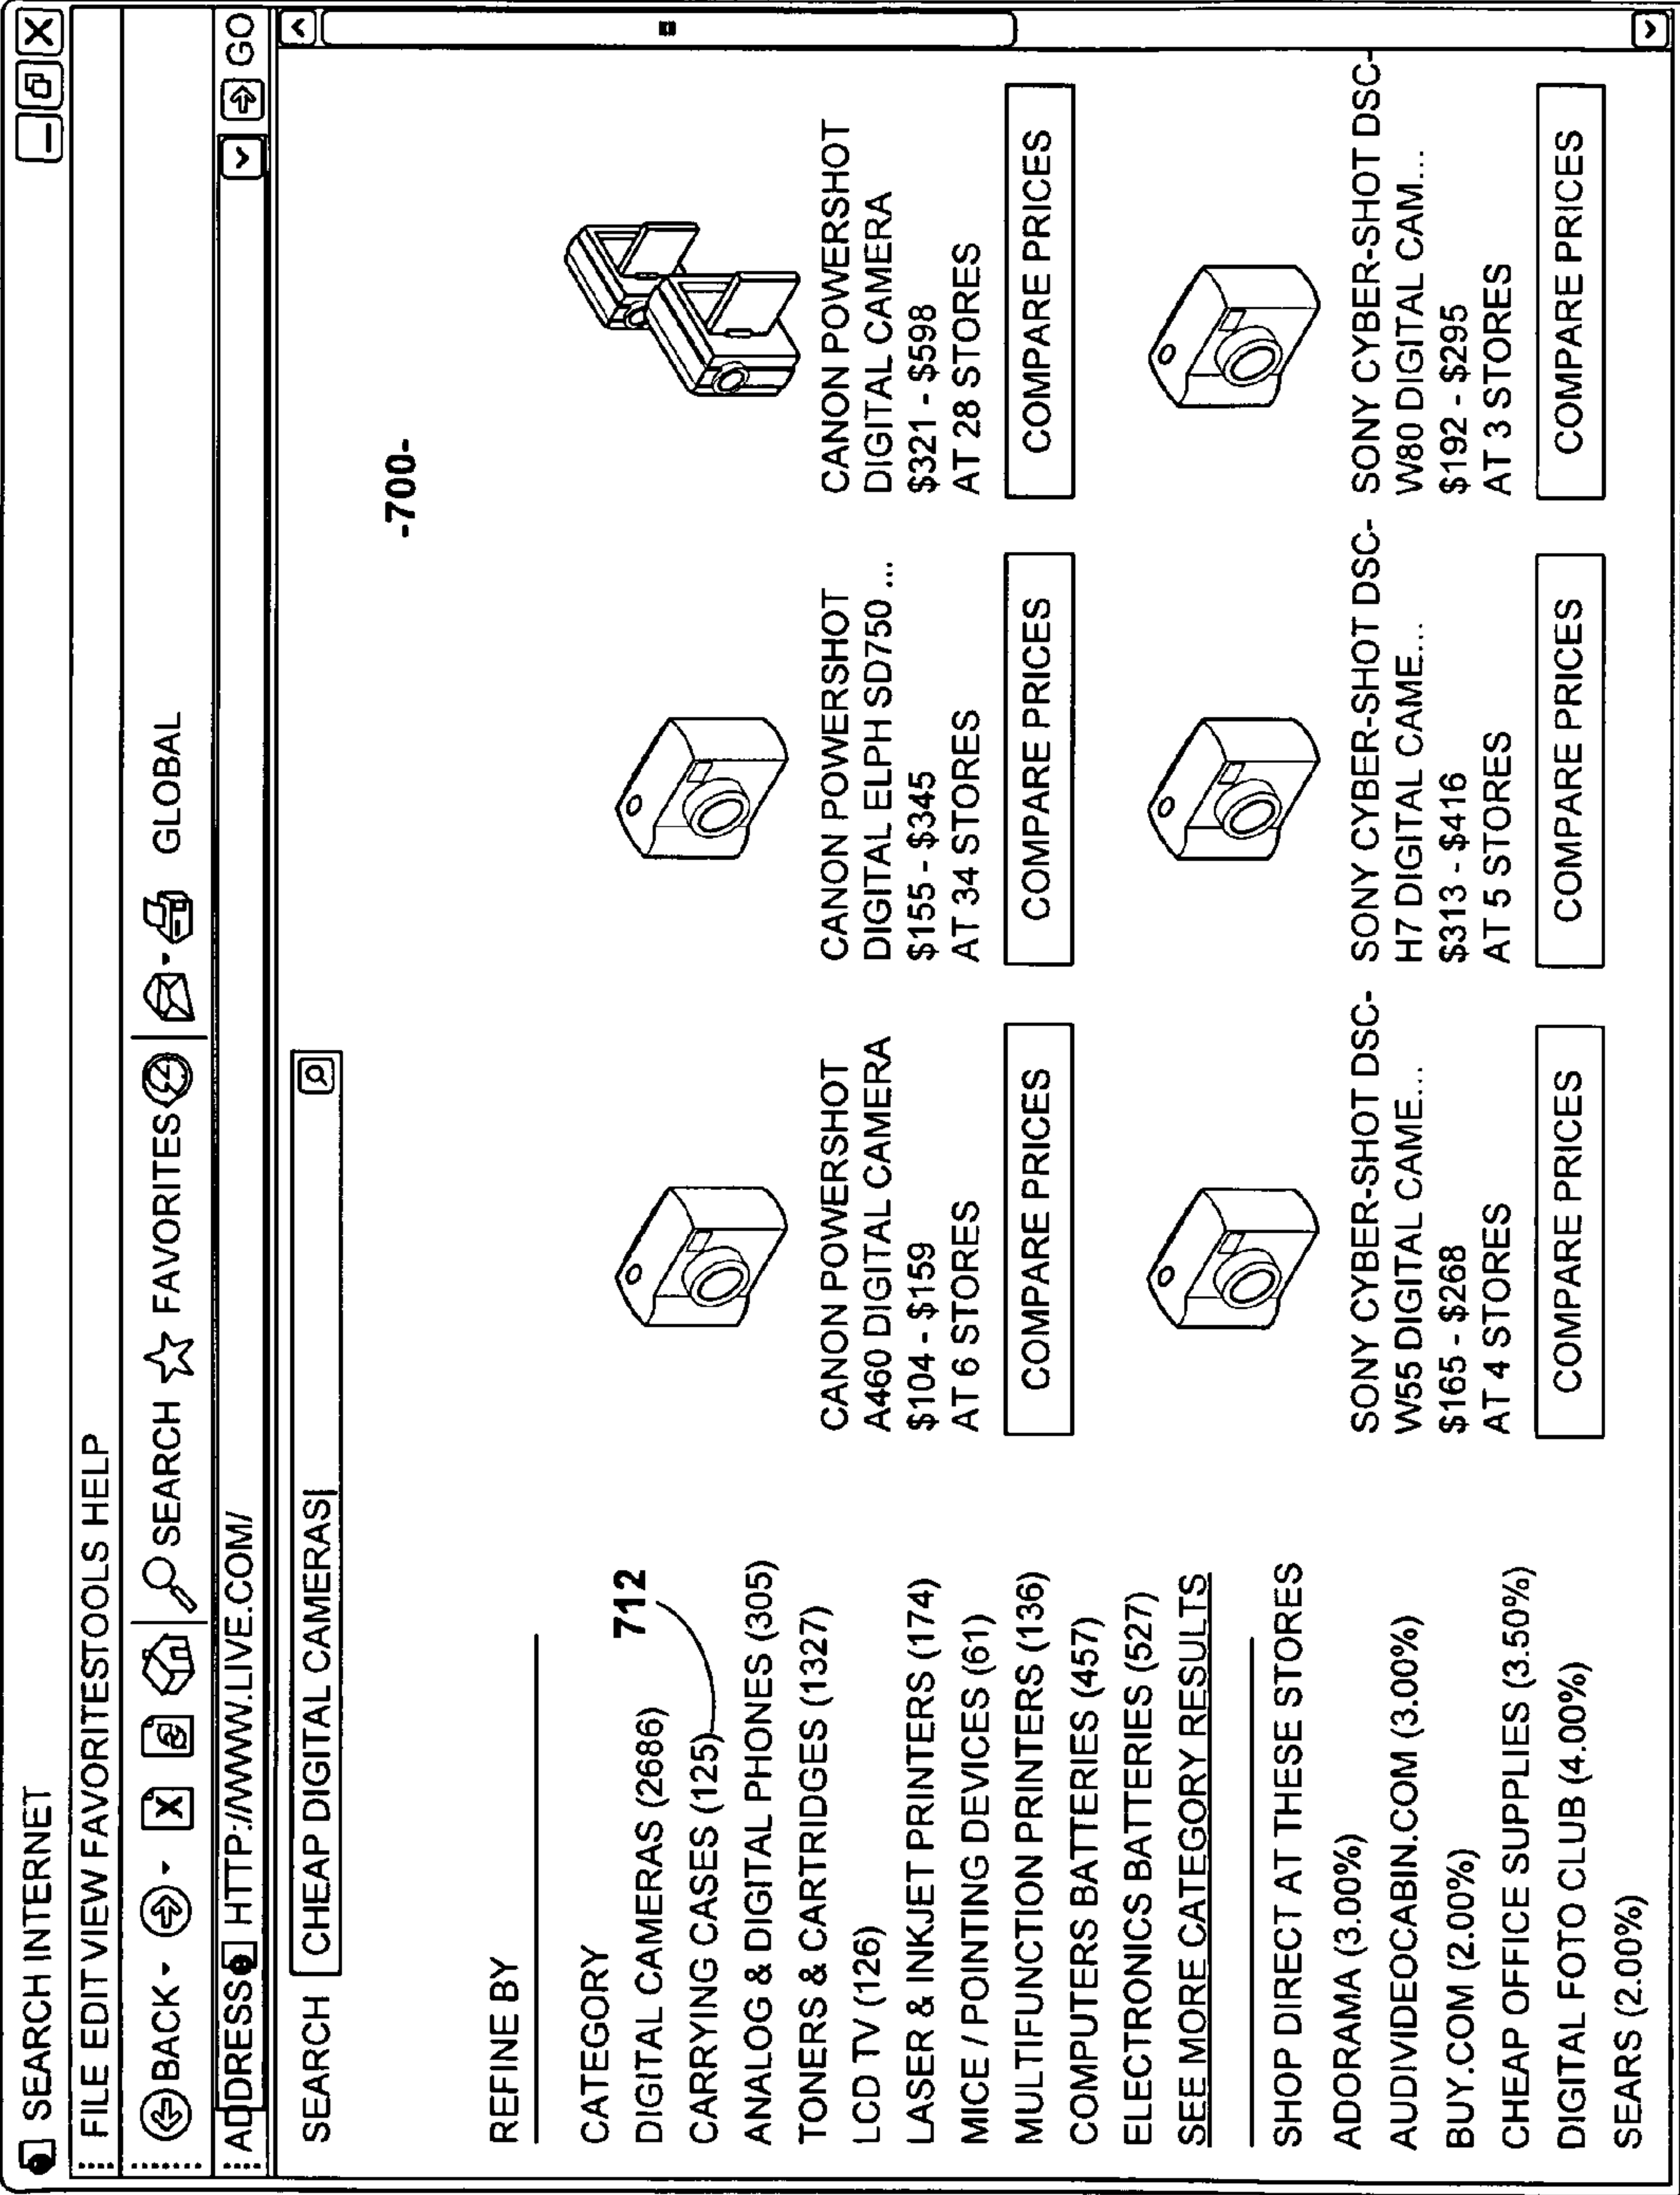 SEARCH INTERNET
FILE EDIT VIEW FAVORITESTOOLS HELP
BACK SEARCH FAVORITES GLOBAL
ADDRESS HTTP://WWW.LIVE.COM/ GO
SEARCH CHEAP DIGITAL CAMERAS
-700-
REFINE BY
CATEGORY
712
DIGITAL CAMERAS (2686)
CARRYING CASES (125)
ANALOG & DIGITAL PHONES (305)
TONERS & CARTRIDGES (1327)
LCD TV (126)
LASER & INKJET PRINTERS (174)
MICE / POINTING DEVICES (61)
MULTIFUNCTION PRINTERS (136)
COMPUTERS BATTERIES (457)
ELECTRONICS BATTERIES (527)
SEE MORE CATEGORY RESULTS
SHOP DIRECT AT THESE STORES
ADORAMA (3.00%)
AUDIVIDEOCABIN.COM (3.00%)
BUY.COM (2.00%)
CHEAP OFFICE SUPPLIES (3.50%)
DIGITAL FOTO CLUB (4.00%)
SEARS (2.00%)
CANON POWERSHOT
A460 DIGITAL CAMERA
$104 - $159
AT 6 STORES
COMPARE PRICES
CANON POWERSHOT
DIGITAL ELPH SD750 ...
$155 - $345
AT 34 STORES
COMPARE PRICES
CANON POWERSHOT
DIGITAL CAMERA
$321 - $598
AT 28 STORES
COMPARE PRICES
SONY CYBER-SHOT DSC-
W55 DIGITAL CAME...
$165 - $268
AT 4 STORES
COMPARE PRICES
SONY CYBER-SHOT DSC-
H7 DIGITAL CAME...
$313 - $416
AT 5 STORES
COMPARE PRICES
SONY CYBER-SHOT DSC-
W80 DIGITAL CAM...
$192 - $295
AT 3 STORES
COMPARE PRICES